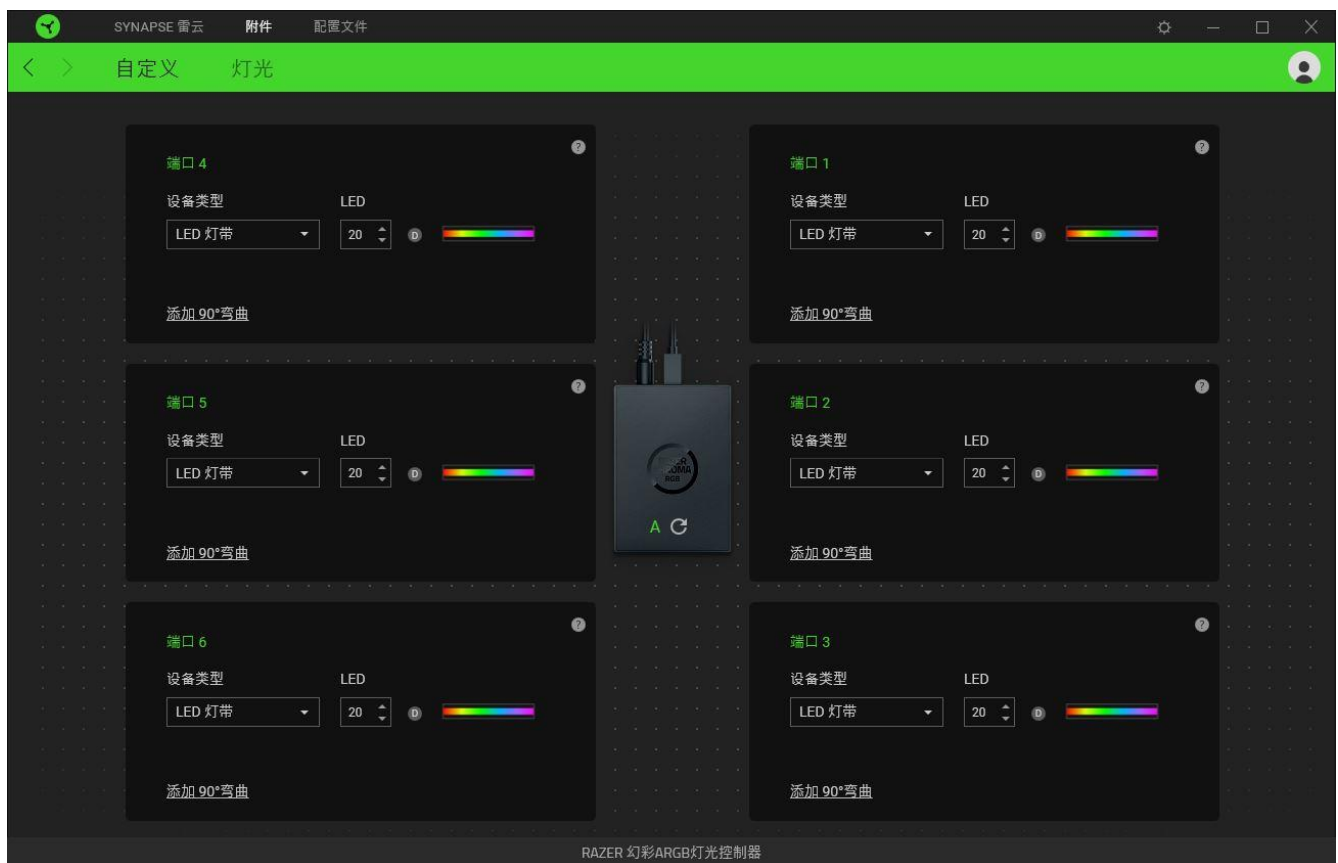 SYNAPSE 雷云 附件 配置文件
自定义 灯光
端口 4
设备类型 LED
LED 灯带 20 D
添加 90°弯曲
端口 1
设备类型 LED
LED 灯带 20 D
添加 90°弯曲
端口 5
设备类型 LED
LED 灯带 20 D
添加 90°弯曲
A
端口 2
设备类型 LED
LED 灯带 20 D
添加 90°弯曲
端口 6
设备类型 LED
LED 灯带 20 D
添加 90°弯曲
端口 3
设备类型 LED
LED 灯带 20 D
添加 90°弯曲
RAZER 幻彩ARGB灯光控制器